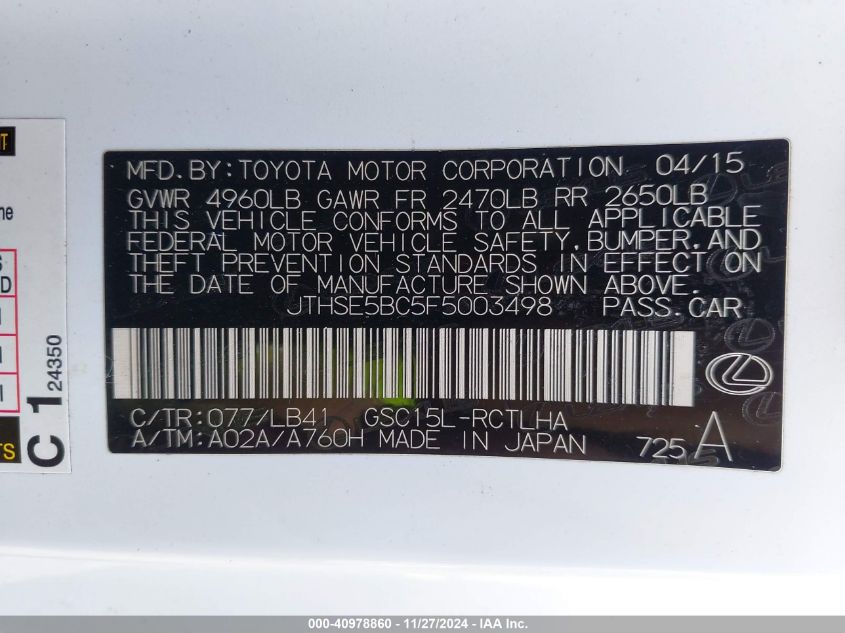 MFD.BY:TOYOTA MOTOR CORPORATION 04/15
GVWR 4960LB GAWR FR 2470LB RR 2650LB
THIS VEHICLE CONFORMS TO ALL APPLICABLE
FEDERAL MOTOR VEHICLE SAFETY,BUMPER,AND
THEFT PREVENTION STANDARDS IN EFFECT ON
THE DATE OF MANUFACTURE SHOWN ABOVE.
JTHSE5BC5F5003498 PASS.CAR
C/TR:077/LB41 GSC15L-RCTLHA
A/TM:A02A/A760H MADE IN JAPAN 725A
C1
24350
000-40978860 - 11/27/2024 - IAA Inc.